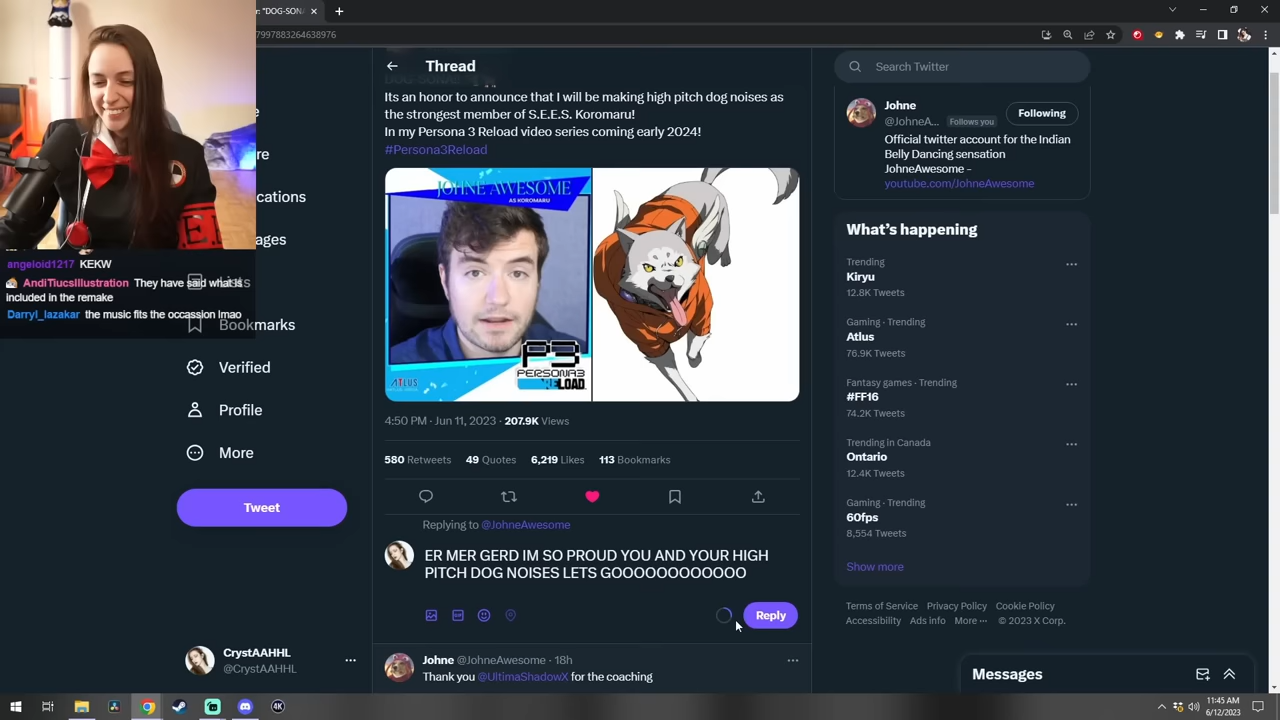 "DOG-SON
7997883264638976
Thread
Its an honor to announce that I will be making high pitch dog noises as
the strongest member of S.E.E.S. Koromaru!
In my Persona 3 Reload video series coming early 2024!
#Persona3Reload
JOHNE AWESOME
AS KOROMARU
P3
PERSONA3
RELOAD
ATLUS
4:50 PM · Jun 11, 2023 · 207.9K Views
580 Retweets 49 Quotes 6,219 Likes 113 Bookmarks
Replying to @JohneAwesome
ER MER GERD IM SO PROUD YOU AND YOUR HIGH
PITCH DOG NOISES LETS GOOOOOOOOOOO
Reply
Johne @JohneAwesome · 18h
Thank you @UltimaShadowX for the coaching
angeloid1217 KEKW
AndiTiucsIllustration They have said what is
included in the remake
Darryl_lazakar the music fits the occassion lmao
re
cations
ages
Lists
Bookmarks
Verified
Profile
More
Tweet
CrystAAHHL
@CrystAAHHL
Search Twitter
Johne
@JohneA... Follows you
Following
Official twitter account for the Indian
Belly Dancing sensation
JohneAwesome -
youtube.com/JohneAwesome
What's happening
Trending
Kiryu
12.8K Tweets
Gaming · Trending
Atlus
76.9K Tweets
Fantasy games · Trending
#FF16
74.2K Tweets
Trending in Canada
Ontario
12.4K Tweets
Gaming · Trending
60fps
8,554 Tweets
Show more
Terms of Service Privacy Policy Cookie Policy
Accessibility Ads info More ··· © 2023 X Corp.
Messages
4K
11:45 AM
6/12/2023